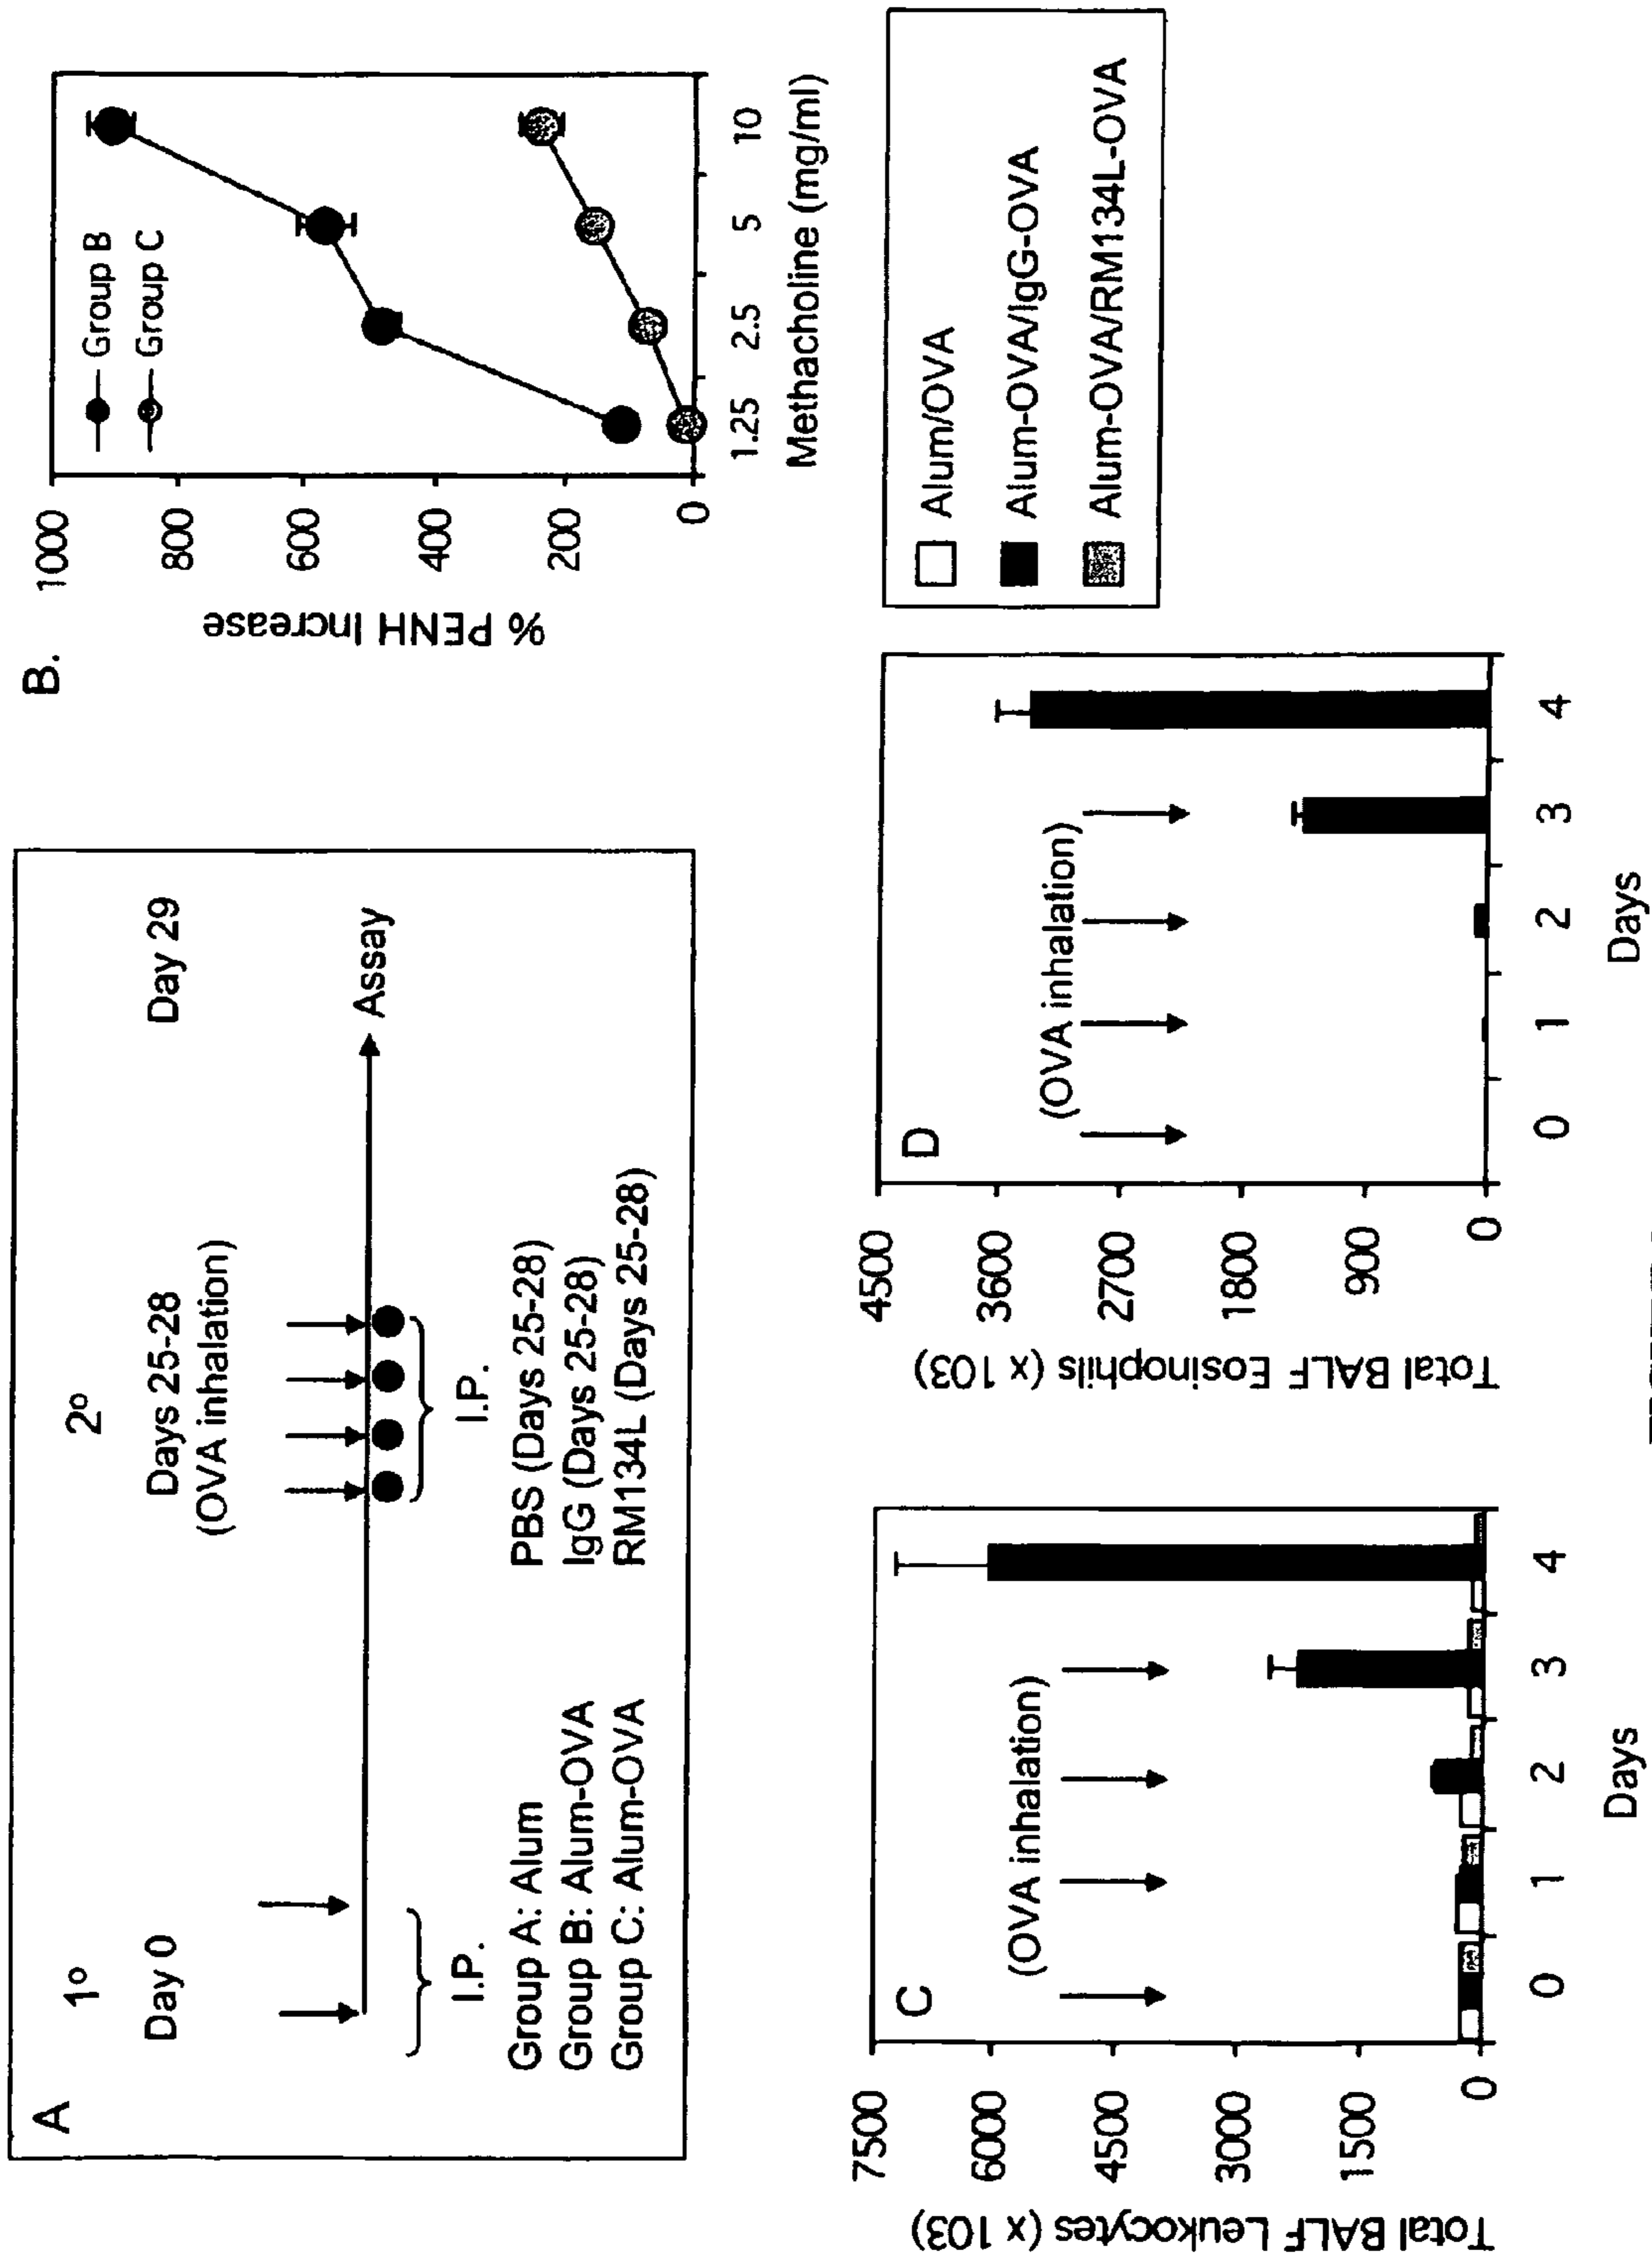 A
1º
Day 0
2º
Days 25-28
(OVA inhalation)
Day 29
Assay
I.P.
I.P.
Group A: Alum
Group B: Alum-OVA
Group C: Alum-OVA
PBS (Days 25-28)
IgG (Days 25-28)
RM134L (Days 25-28)
B.
% PENH Increase
1000
800
600
400
200
0
Group B
Group C
1.25 2.5 5 10
Methacholine (mg/ml)
C
Total BALF Leukocytes (x 103)
7500
6000
4500
3000
1500
0
(OVA inhalation)
0 1 2 3 4
Days
D
Total BALF Eosinophils (x 103)
4500
3600
2700
1800
900
0
(OVA inhalation)
0 1 2 3 4
Days
Alum/OVA
Alum-OVA/IgG-OVA
Alum-OVA/RM134L-OVA